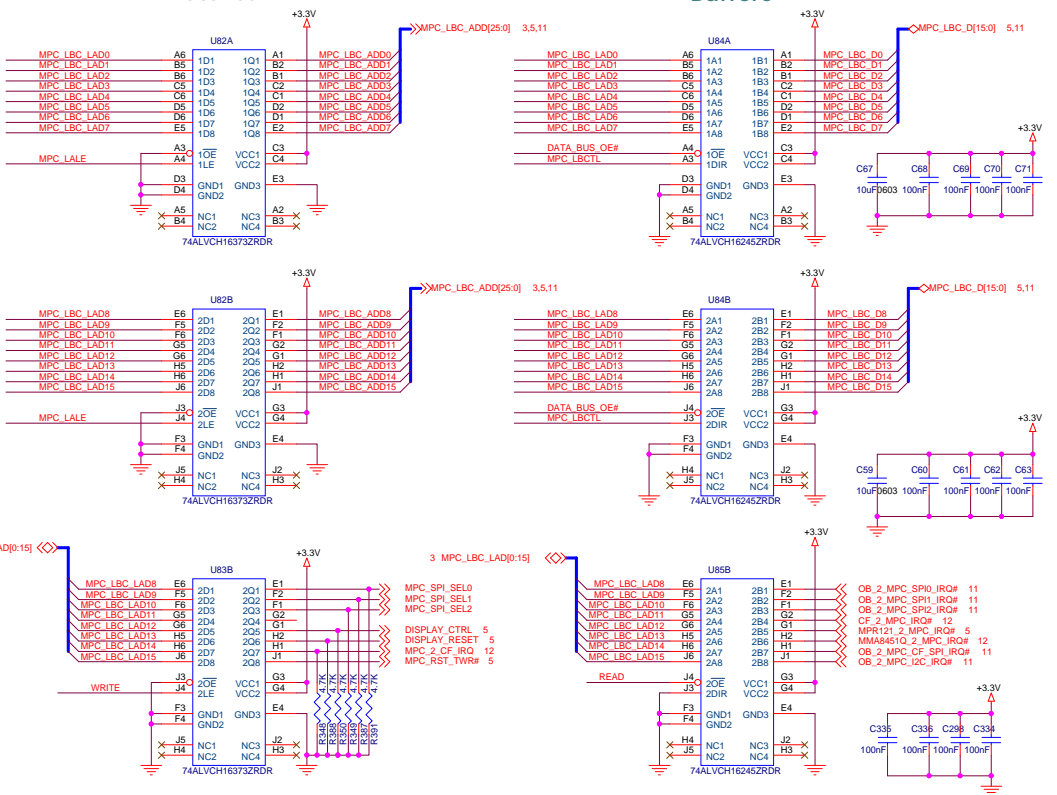 Buffers
+3.3V
MPC_LBC_ADD[25:0] 3,5,11
U82A
MPC_LBC_LAD0 A6 1D1 1Q1 A1 MPC_LBC_ADD0
MPC_LBC_LAD1 B5 1D2 1Q2 B2 MPC_LBC_ADD1
MPC_LBC_LAD2 B6 1D3 1Q3 B1 MPC_LBC_ADD2
MPC_LBC_LAD3 C5 1D4 1Q4 C2 MPC_LBC_ADD3
MPC_LBC_LAD4 C6 1D5 1Q5 C1 MPC_LBC_ADD4
MPC_LBC_LAD5 D5 1D6 1Q6 D2 MPC_LBC_ADD5
MPC_LBC_LAD6 D6 1D7 1Q7 D1 MPC_LBC_ADD6
MPC_LBC_LAD7 E5 1D8 1Q8 E2 MPC_LBC_ADD7
A3 1OE VCC1 C3
MPC_LALE A4 1LE VCC2 C4
D3 GND1 GND3 E3
D4 GND2
A5 NC1 NC3 A2
B4 NC2 NC4 B3
74ALVCH16373ZRDR
+3.3V
MPC_LBC_D[15:0] 5,11
U84A
MPC_LBC_LAD0 A6 1A1 1B1 A1 MPC_LBC_D0
MPC_LBC_LAD1 B5 1A2 1B2 B2 MPC_LBC_D1
MPC_LBC_LAD2 B6 1A3 1B3 B1 MPC_LBC_D2
MPC_LBC_LAD3 C5 1A4 1B4 C2 MPC_LBC_D3
MPC_LBC_LAD4 C6 1A5 1B5 C1 MPC_LBC_D4
MPC_LBC_LAD5 D5 1A6 1B6 D2 MPC_LBC_D5
MPC_LBC_LAD6 D6 1A7 1B7 D1 MPC_LBC_D6
MPC_LBC_LAD7 E5 1A8 1B8 E2 MPC_LBC_D7
DATA_BUS_OE# A4 1OE VCC1 C3
MPC_LBCTL A3 1DIR VCC2 C4
D3 GND1 GND3 E3
D4 GND2
A5 NC1 NC3 A2
B4 NC2 NC4 B3
74ALVCH16245ZRDR
+3.3V
C67 C68 C69 C70 C71
10uF0603 100nF 100nF 100nF 100nF
+3.3V
MPC_LBC_ADD[25:0] 3,5,11
U82B
MPC_LBC_LAD8 E6 2D1 2Q1 E1 MPC_LBC_ADD8
MPC_LBC_LAD9 F5 2D2 2Q2 F2 MPC_LBC_ADD9
MPC_LBC_LAD10 F6 2D3 2Q3 F1 MPC_LBC_ADD10
MPC_LBC_LAD11 G5 2D4 2Q4 G2 MPC_LBC_ADD11
MPC_LBC_LAD12 G6 2D5 2Q5 G1 MPC_LBC_ADD12
MPC_LBC_LAD13 H5 2D6 2Q6 H2 MPC_LBC_ADD13
MPC_LBC_LAD14 H6 2D7 2Q7 H1 MPC_LBC_ADD14
MPC_LBC_LAD15 J6 2D8 2Q8 J1 MPC_LBC_ADD15
J3 2OE VCC1 G3
MPC_LALE J4 2LE VCC2 G4
F3 GND1 GND3 E4
F4 GND2
J5 NC1 NC3 J2
H4 NC2 NC4 H3
74ALVCH16373ZRDR
+3.3V
MPC_LBC_D[15:0] 5,11
U84B
MPC_LBC_LAD8 E6 2A1 2B1 E1 MPC_LBC_D8
MPC_LBC_LAD9 F5 2A2 2B2 F2 MPC_LBC_D9
MPC_LBC_LAD10 F6 2A3 2B3 F1 MPC_LBC_D10
MPC_LBC_LAD11 G5 2A4 2B4 G2 MPC_LBC_D11
MPC_LBC_LAD12 G6 2A5 2B5 G1 MPC_LBC_D12
MPC_LBC_LAD13 H5 2A6 2B6 H2 MPC_LBC_D13
MPC_LBC_LAD14 H6 2A7 2B7 H1 MPC_LBC_D14
MPC_LBC_LAD15 J6 2A8 2B8 J1 MPC_LBC_D15
DATA_BUS_OE# J4 2OE VCC1 G3
MPC_LBCTL J3 2DIR VCC2 G4
F3 GND1 GND3 E4
F4 GND2
H4 NC1 NC3 J2
J5 NC2 NC4 H3
74ALVCH16245ZRDR
+3.3V
C59 C60 C61 C62 C63
10uF0603 100nF 100nF 100nF 100nF
AD[0:15]
+3.3V
U83B
MPC_LBC_LAD8 E6 2D1 2Q1 E1 MPC_SPI_SEL0
MPC_LBC_LAD9 F5 2D2 2Q2 F2 MPC_SPI_SEL1
MPC_LBC_LAD10 F6 2D3 2Q3 F1 MPC_SPI_SEL2
MPC_LBC_LAD11 G5 2D4 2Q4 G2
MPC_LBC_LAD12 G6 2D5 2Q5 G1 DISPLAY_CTRL 5
MPC_LBC_LAD13 H5 2D6 2Q6 H2 DISPLAY_RESET 5
MPC_LBC_LAD14 H6 2D7 2Q7 H1 MPC_2_CF_IRQ 12
MPC_LBC_LAD15 J6 2D8 2Q8 J1 MPC_RST_TWR# 5
J3 2OE VCC1 G3
WRITE J4 2LE VCC2 G4
F3 GND1 GND3 E4
F4 GND2
J5 NC1 NC3 J2
H4 NC2 NC4 H3
74ALVCH16373ZRDR
4.7K 4.7K 4.7K 4.7K 4.7K 4.7K
R348 R388 R350 R349 R387 R391
3 MPC_LBC_LAD[0:15]
+3.3V
U85B
MPC_LBC_LAD8 E6 2A1 2B1 E1 OB_2_MPC_SPI0_IRQ# 11
MPC_LBC_LAD9 F5 2A2 2B2 F2 OB_2_MPC_SPI1_IRQ# 11
MPC_LBC_LAD10 F6 2A3 2B3 F1 OB_2_MPC_SPI2_IRQ# 11
MPC_LBC_LAD11 G5 2A4 2B4 G2 CF_2_MPC_IRQ# 12
MPC_LBC_LAD12 G6 2A5 2B5 G1 MPR121_2_MPC_IRQ# 5
MPC_LBC_LAD13 H5 2A6 2B6 H2 MMA8451Q_2_MPC_IRQ# 12
MPC_LBC_LAD14 H6 2A7 2B7 H1 OB_2_MPC_CF_SPI_IRQ# 11
MPC_LBC_LAD15 J6 2A8 2B8 J1 OB_2_MPC_I2C_IRQ# 11
READ J4 2OE VCC1 G3
J3 2DIR VCC2 G4
F3 GND1 GND3 E4
F4 GND2
H4 NC1 NC3 J2
J5 NC2 NC4 H3
74ALVCH16245ZRDR
+3.3V
C335 C336 C298 C334
100nF 100nF 100nF 100nF